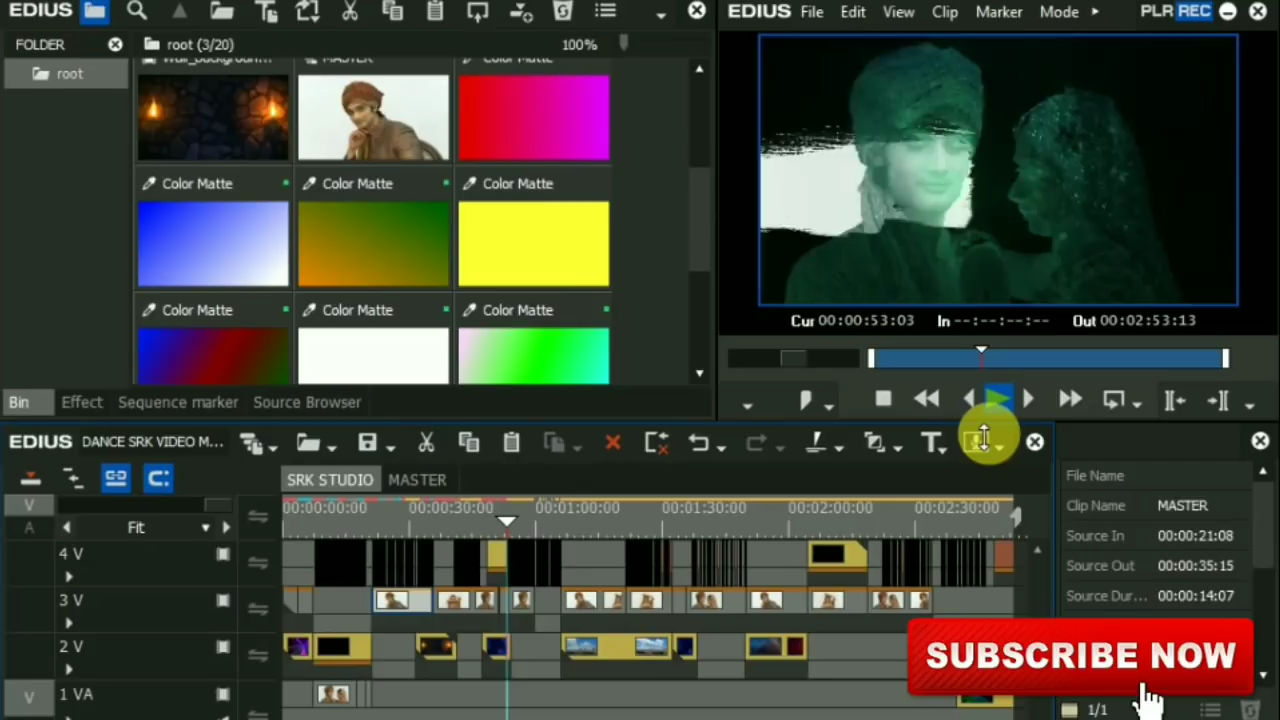 EDIUS
EDIUS File Edit View Clip Marker Mode PLR REC
FOLDER root (3/20) 100%
root
MASTER
Color Matte
Color Matte Color Matte Color Matte
Color Matte Color Matte Color Matte
Cur 00:00:53:03 In --:--:--:-- Out 00:02:53:13
Bin Effect Sequence marker Source Browser
EDIUS DANCE SRK VIDEO M...
SRK STUDIO MASTER
V
A Fit
00:00:00:00 00:00:30:00 00:01:00:00 00:01:30:00 00:02:00:00 00:02:30:00
4 V
3 V
2 V
V 1 VA
File Name
Clip Name MASTER
Source In 00:00:21:08
Source Out 00:00:35:15
Source Dur... 00:00:14:07
SUBSCRIBE NOW
1/1